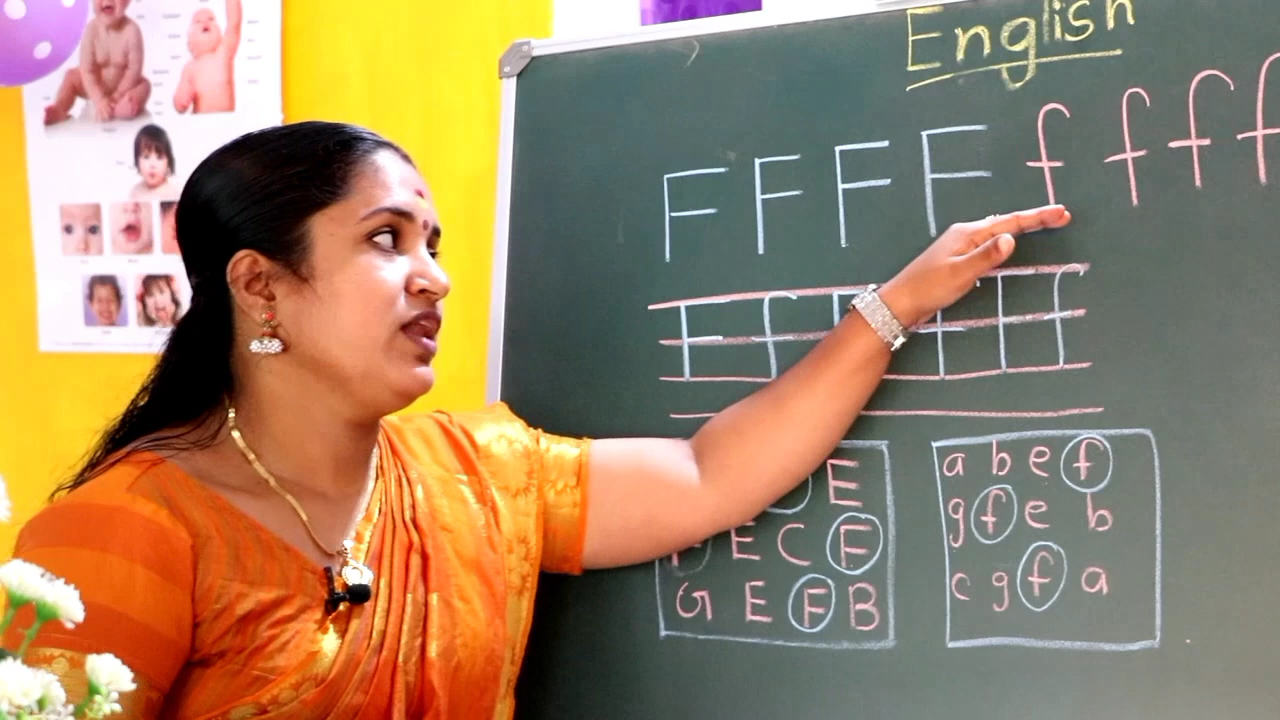 English
F F F F f f f f
F f f f f
E
E C F
G E F B
a b e f
g f e b
c g f a